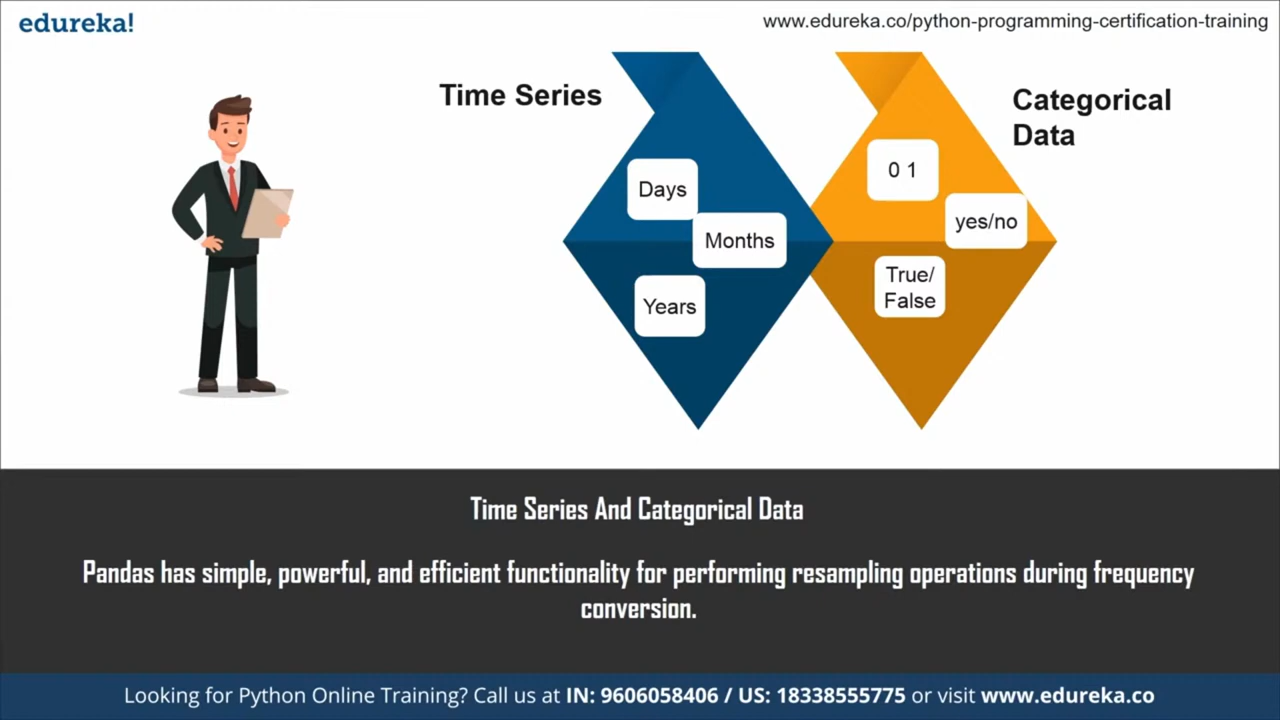 edureka!
www.edureka.co/python-programming-certification-training
Time Series
Days
Months
Years
Categorical
Data
0 1
yes/no
True/
False
Time Series And Categorical Data
Pandas has simple, powerful, and efficient functionality for performing resampling operations during frequency
conversion.
Looking for Python Online Training? Call us at IN: 9606058406 / US: 18338555775 or visit www.edureka.co